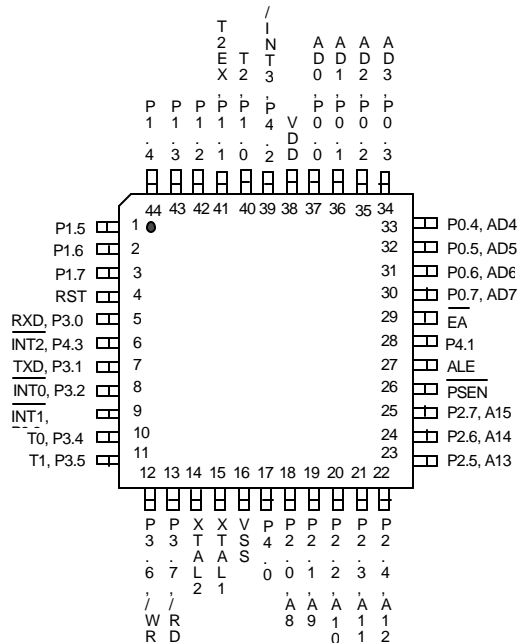 P1.4
P1.3
P1.2
T2EX, P1.1
T2, P1.0
/INT3, P4.2
VDD
AD0, P0.0
AD1, P0.1
AD2, P0.2
AD3, P0.3
44 43 42 41 40 39 38 37 36 35 34
P1.5 1
P1.6 2
P1.7 3
RST 4
RXD, P3.0 5
INT2, P4.3 6
TXD, P3.1 7
INT0, P3.2 8
INT1, 9
T0, P3.4 10
T1, P3.5 11
33 P0.4, AD4
32 P0.5, AD5
31 P0.6, AD6
30 P0.7, AD7
29 EA
28 P4.1
27 ALE
26 PSEN
25 P2.7, A15
24 P2.6, A14
23 P2.5, A13
12 13 14 15 16 17 18 19 20 21 22
P3.6, /WR
P3.7, /RD
XTAL2
XTAL1
VSS
P4.0
P2.0, A8
P2.1, A9
P2.2, A10
P2.3, A11
P2.4, A12